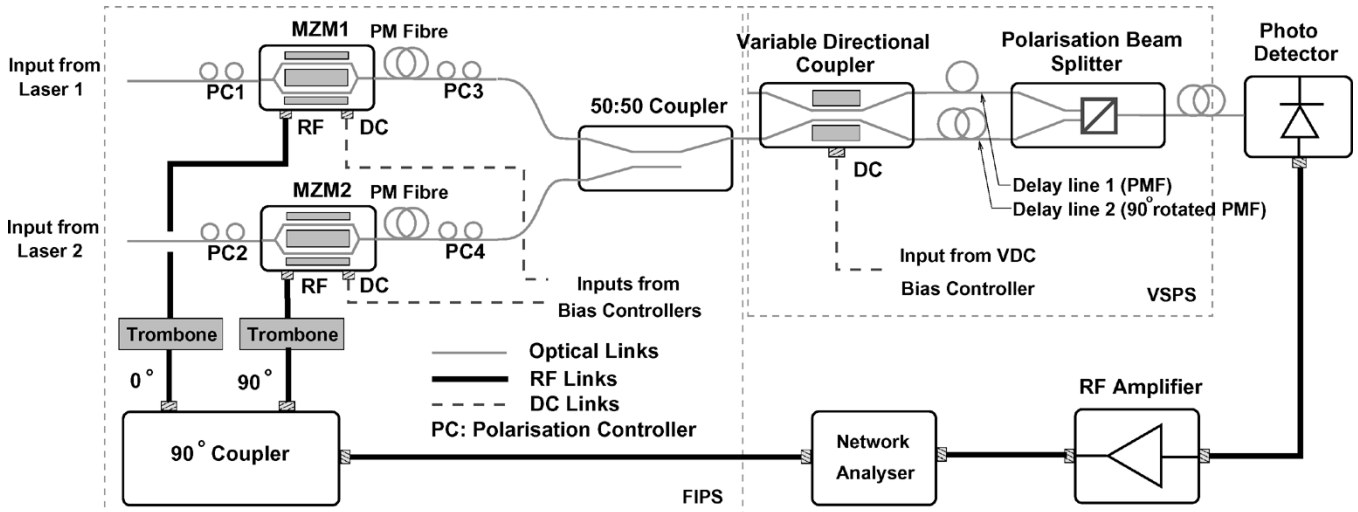 Input from
Laser 1
PC1
MZM1
PM Fibre
PC3
RF
DC
Input from
Laser 2
PC2
MZM2
PM Fibre
PC4
RF
DC
Inputs from
Bias Controllers
50:50 Coupler
Trombone
Trombone
0°
90°
90° Coupler
Optical Links
RF Links
DC Links
PC: Polarisation Controller
FIPS
Variable Directional
Coupler
DC
Polarisation Beam
Splitter
Delay line 1 (PMF)
Delay line 2 (90° rotated PMF)
Input from VDC
Bias Controller
VSPS
Photo
Detector
RF Amplifier
Network
Analyser